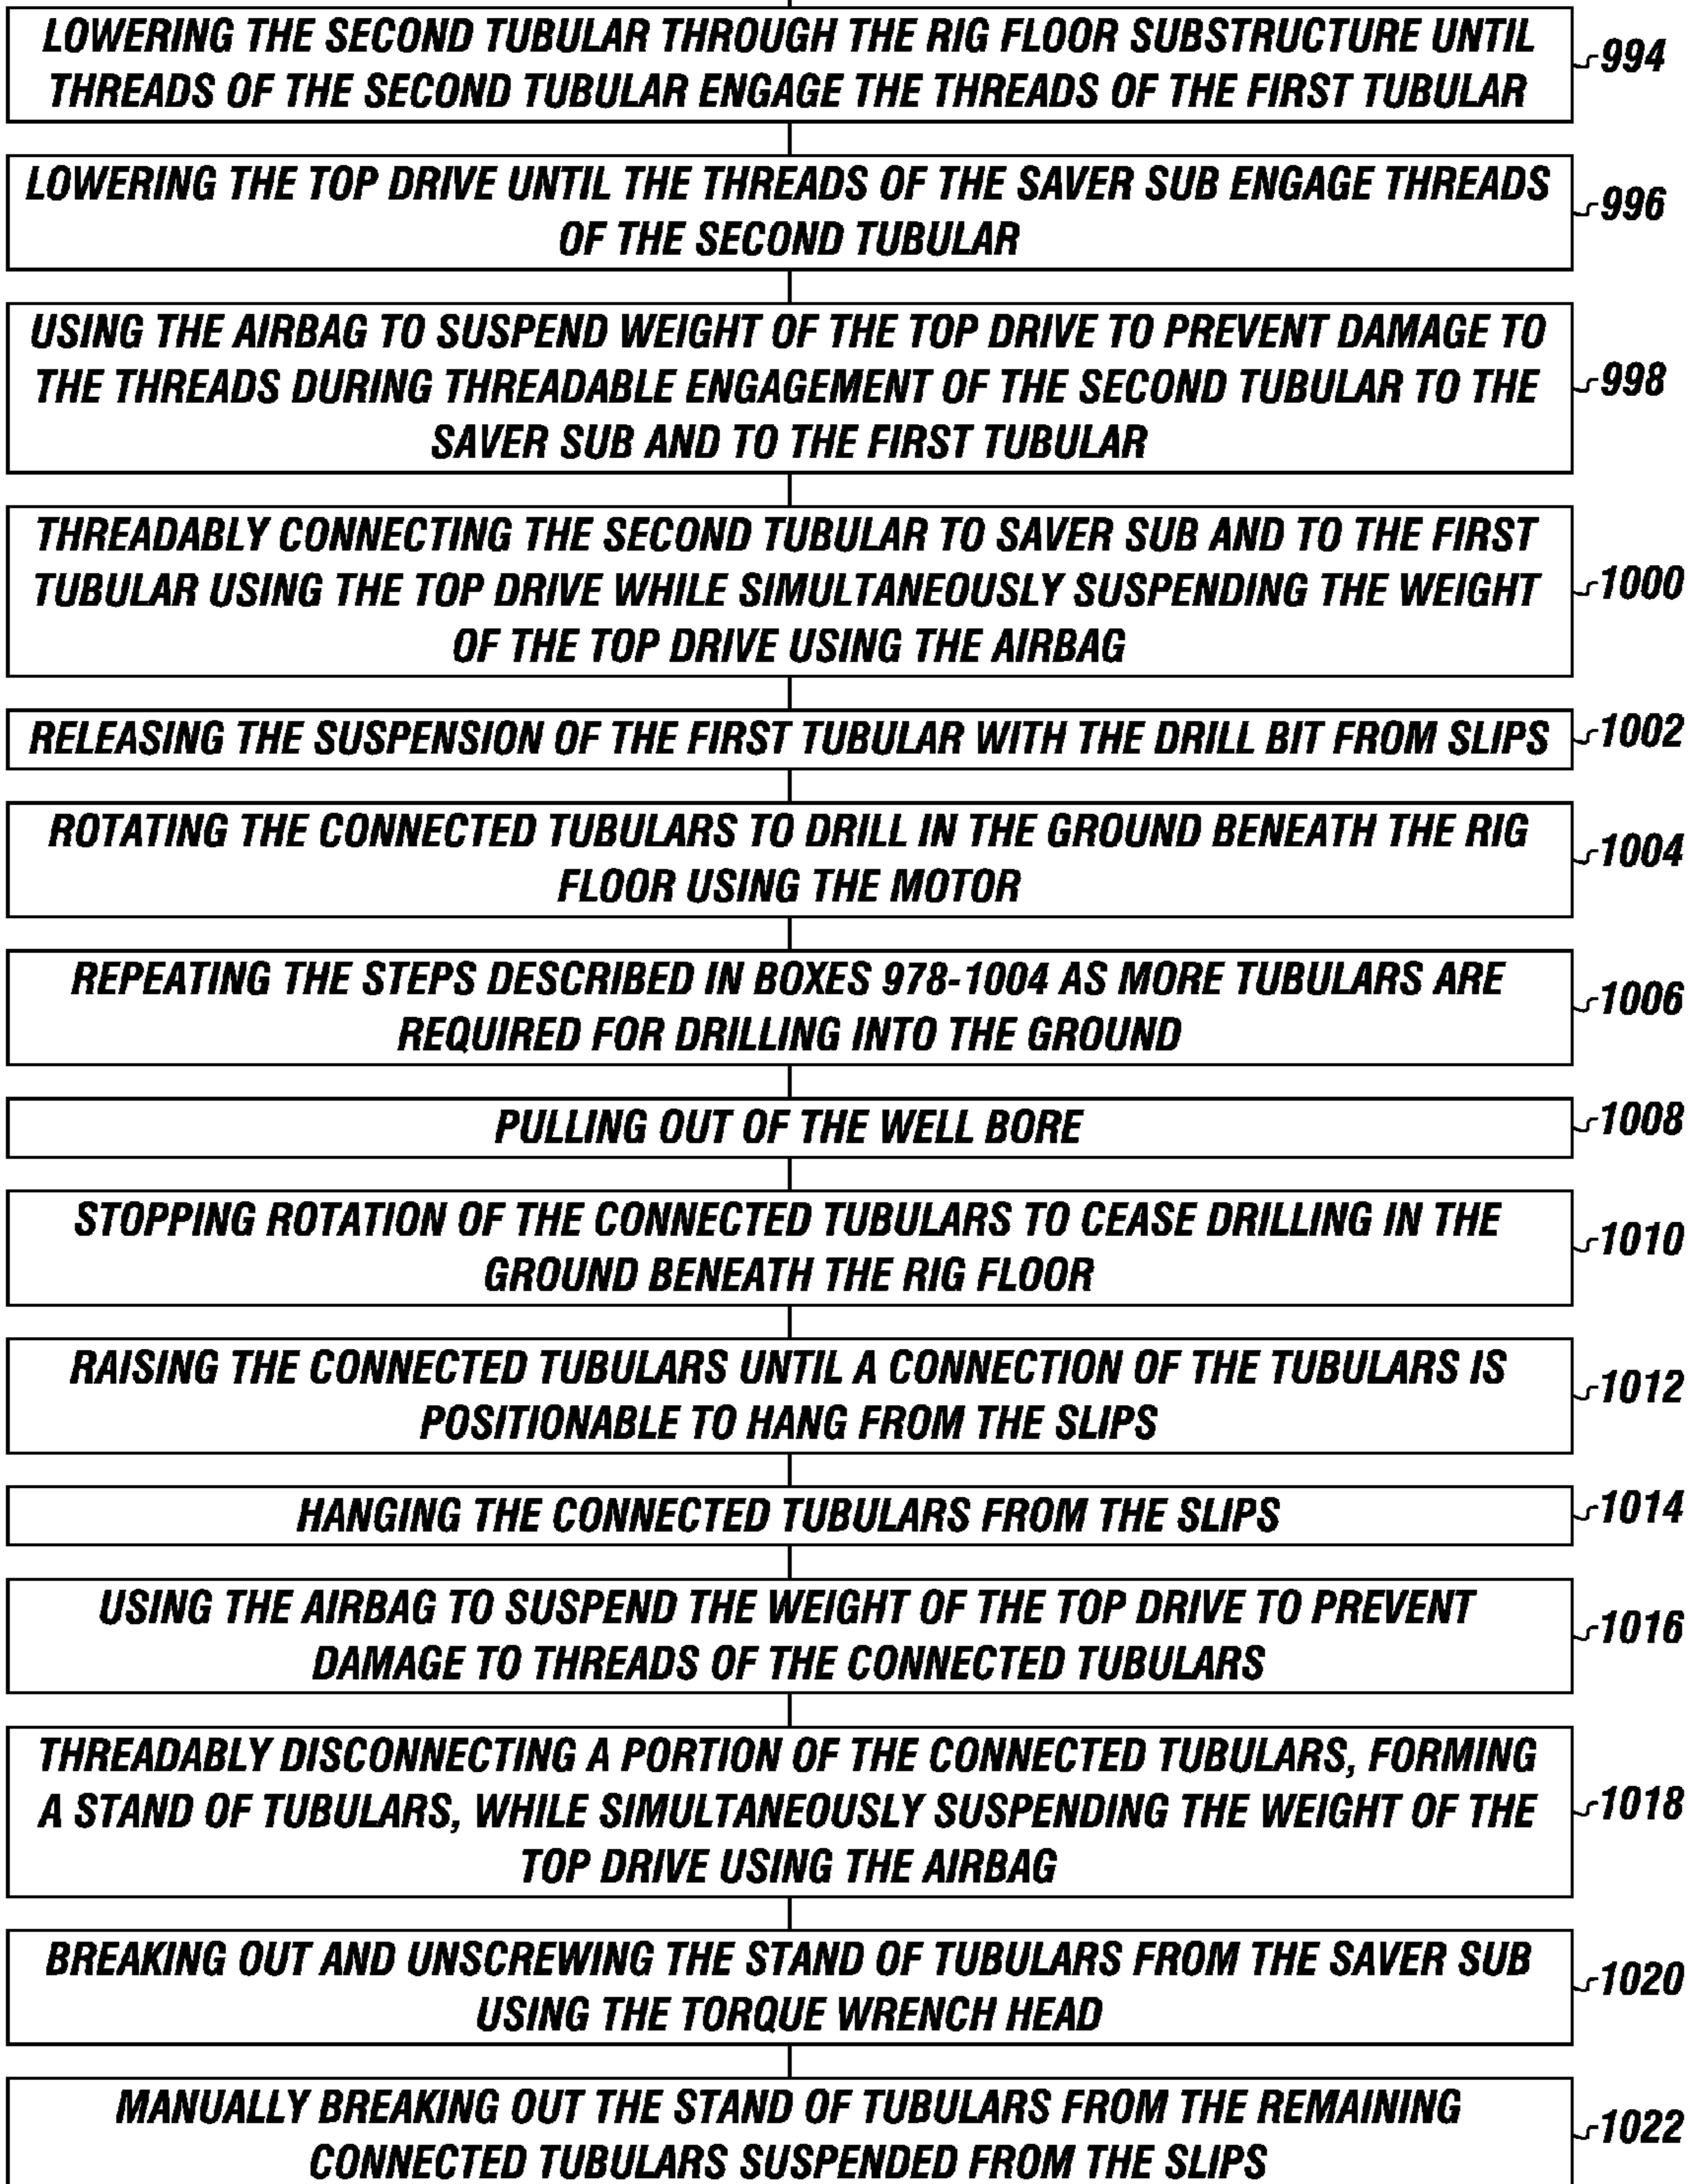 LOWERING THE SECOND TUBULAR THROUGH THE RIG FLOOR SUBSTRUCTURE UNTIL
THREADS OF THE SECOND TUBULAR ENGAGE THE THREADS OF THE FIRST TUBULAR
994
LOWERING THE TOP DRIVE UNTIL THE THREADS OF THE SAVER SUB ENGAGE THREADS
OF THE SECOND TUBULAR
996
USING THE AIRBAG TO SUSPEND WEIGHT OF THE TOP DRIVE TO PREVENT DAMAGE TO
THE THREADS DURING THREADABLE ENGAGEMENT OF THE SECOND TUBULAR TO THE
SAVER SUB AND TO THE FIRST TUBULAR
998
THREADABLY CONNECTING THE SECOND TUBULAR TO SAVER SUB AND TO THE FIRST
TUBULAR USING THE TOP DRIVE WHILE SIMULTANEOUSLY SUSPENDING THE WEIGHT
OF THE TOP DRIVE USING THE AIRBAG
1000
RELEASING THE SUSPENSION OF THE FIRST TUBULAR WITH THE DRILL BIT FROM SLIPS
1002
ROTATING THE CONNECTED TUBULARS TO DRILL IN THE GROUND BENEATH THE RIG
FLOOR USING THE MOTOR
1004
REPEATING THE STEPS DESCRIBED IN BOXES 978-1004 AS MORE TUBULARS ARE
REQUIRED FOR DRILLING INTO THE GROUND
1006
PULLING OUT OF THE WELL BORE
1008
STOPPING ROTATION OF THE CONNECTED TUBULARS TO CEASE DRILLING IN THE
GROUND BENEATH THE RIG FLOOR
1010
RAISING THE CONNECTED TUBULARS UNTIL A CONNECTION OF THE TUBULARS IS
POSITIONABLE TO HANG FROM THE SLIPS
1012
HANGING THE CONNECTED TUBULARS FROM THE SLIPS
1014
USING THE AIRBAG TO SUSPEND THE WEIGHT OF THE TOP DRIVE TO PREVENT
DAMAGE TO THREADS OF THE CONNECTED TUBULARS
1016
THREADABLY DISCONNECTING A PORTION OF THE CONNECTED TUBULARS, FORMING
A STAND OF TUBULARS, WHILE SIMULTANEOUSLY SUSPENDING THE WEIGHT OF THE
TOP DRIVE USING THE AIRBAG
1018
BREAKING OUT AND UNSCREWING THE STAND OF TUBULARS FROM THE SAVER SUB
USING THE TORQUE WRENCH HEAD
1020
MANUALLY BREAKING OUT THE STAND OF TUBULARS FROM THE REMAINING
CONNECTED TUBULARS SUSPENDED FROM THE SLIPS
1022